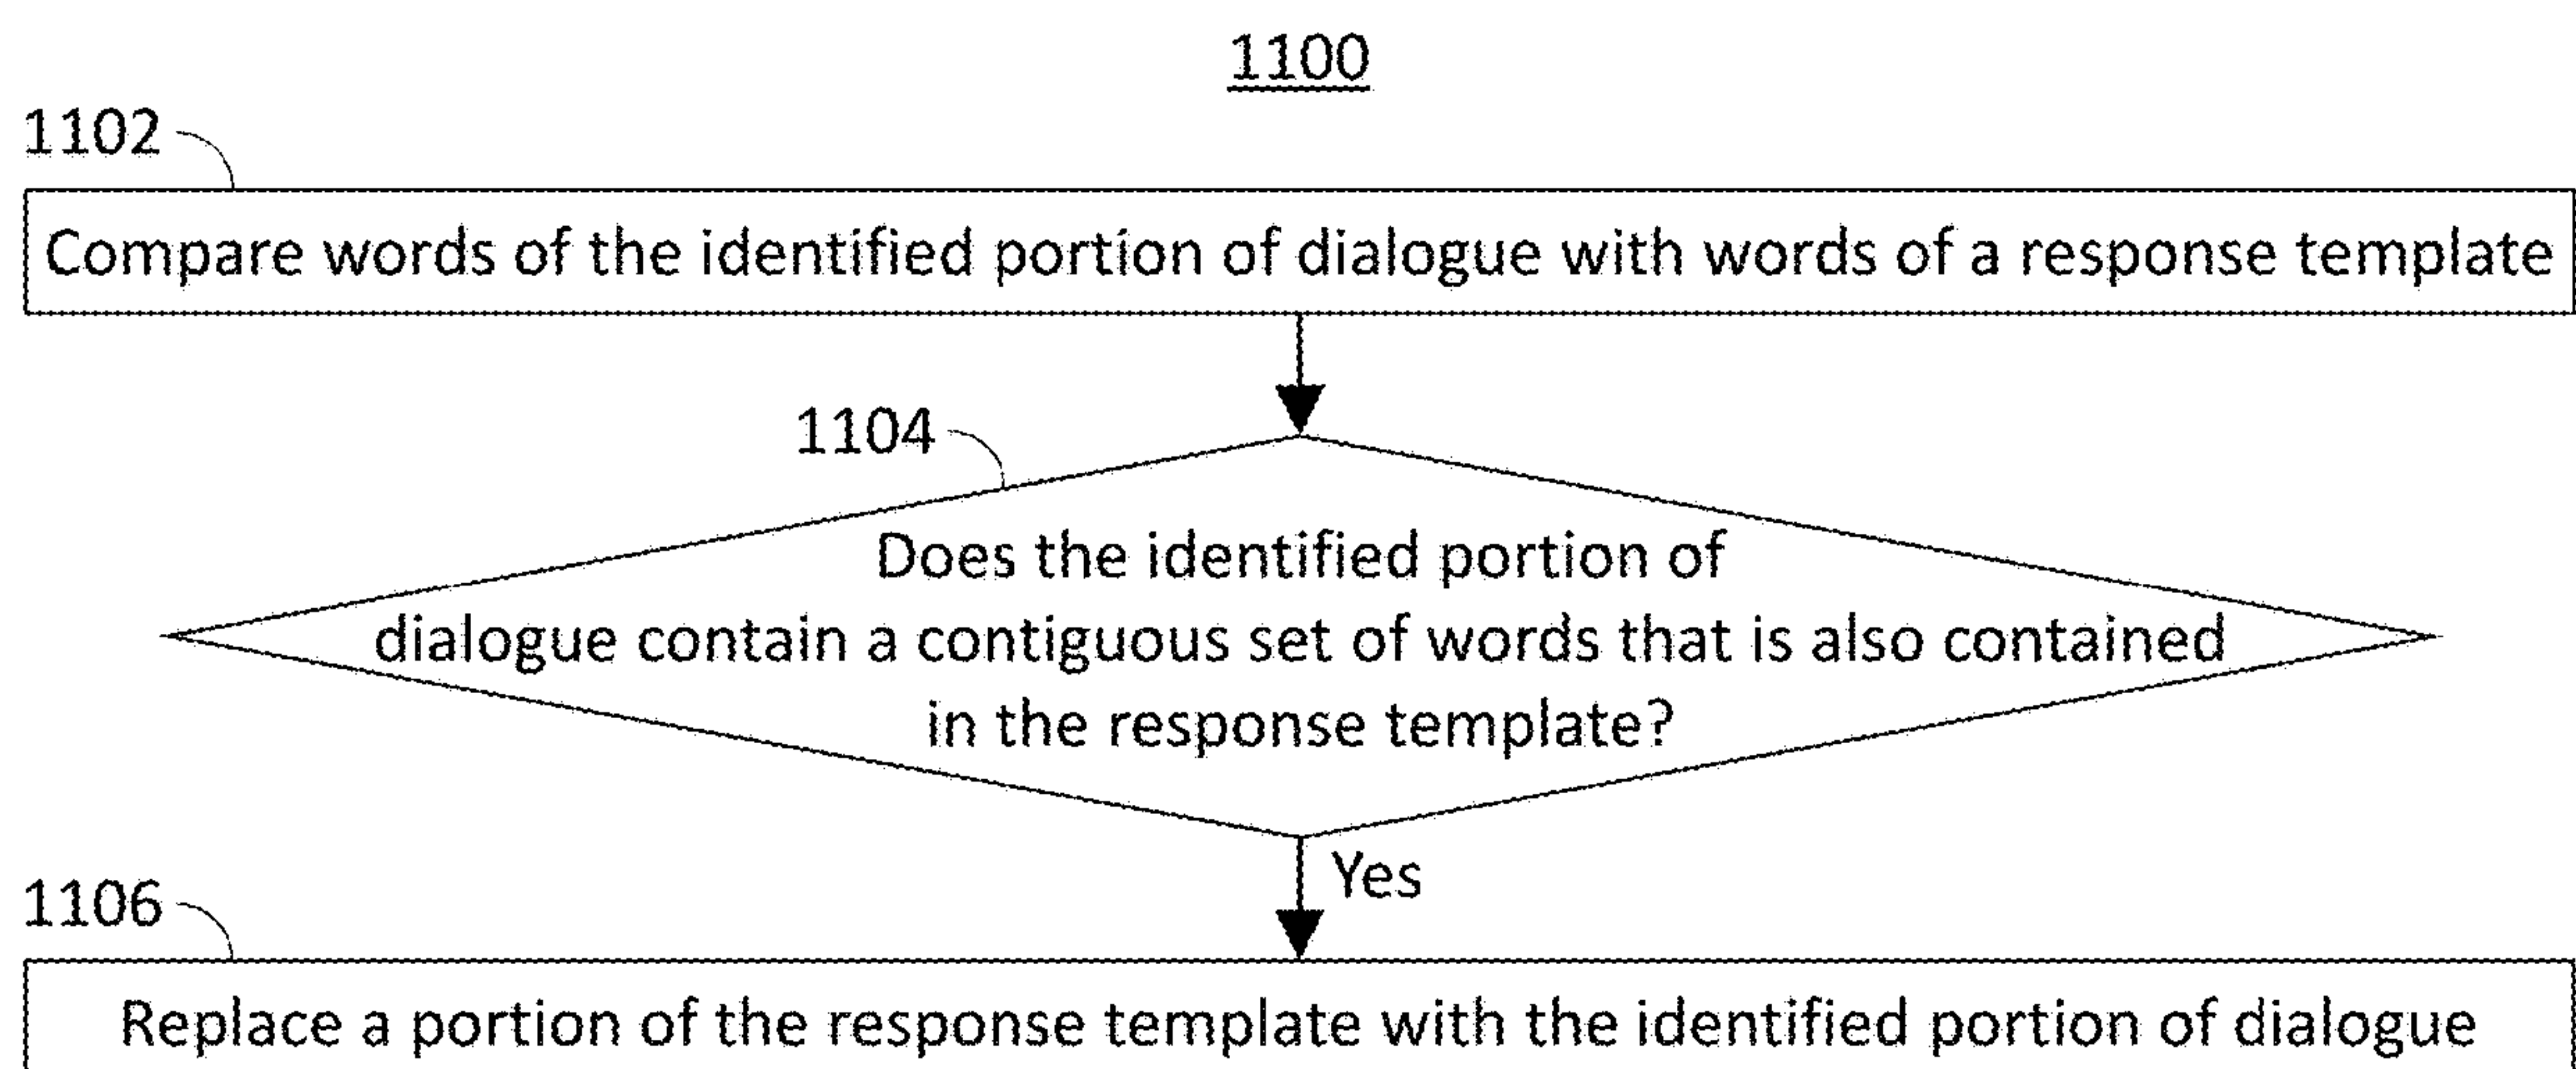 1100
1102
Compare words of the identified portion of dialogue with words of a response template
1104
Does the identified portion of
dialogue contain a contiguous set of words that is also contained
in the response template?
Yes
1106
Replace a portion of the response template with the identified portion of dialogue